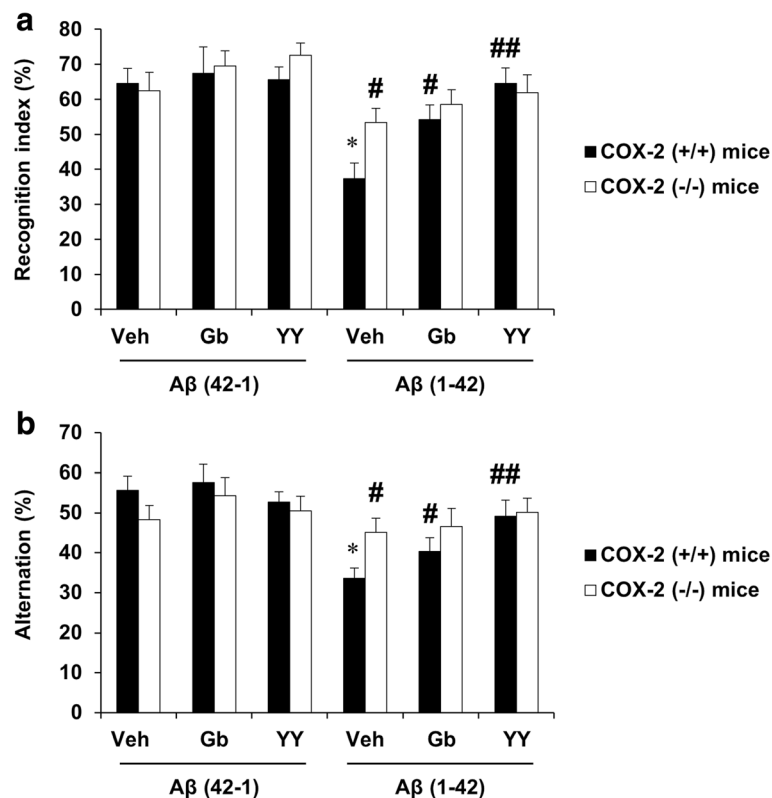 a
Recognition index (%)
80
70
60
50
40
30
20
10
0
*
#
#
##
COX-2 (+/+) mice
COX-2 (-/-) mice
Veh Gb YY Veh Gb YY
Aβ (42-1) Aβ (1-42)
b
Alternation (%)
70
60
50
40
30
20
10
0
*
#
#
##
COX-2 (+/+) mice
COX-2 (-/-) mice
Veh Gb YY Veh Gb YY
Aβ (42-1) Aβ (1-42)